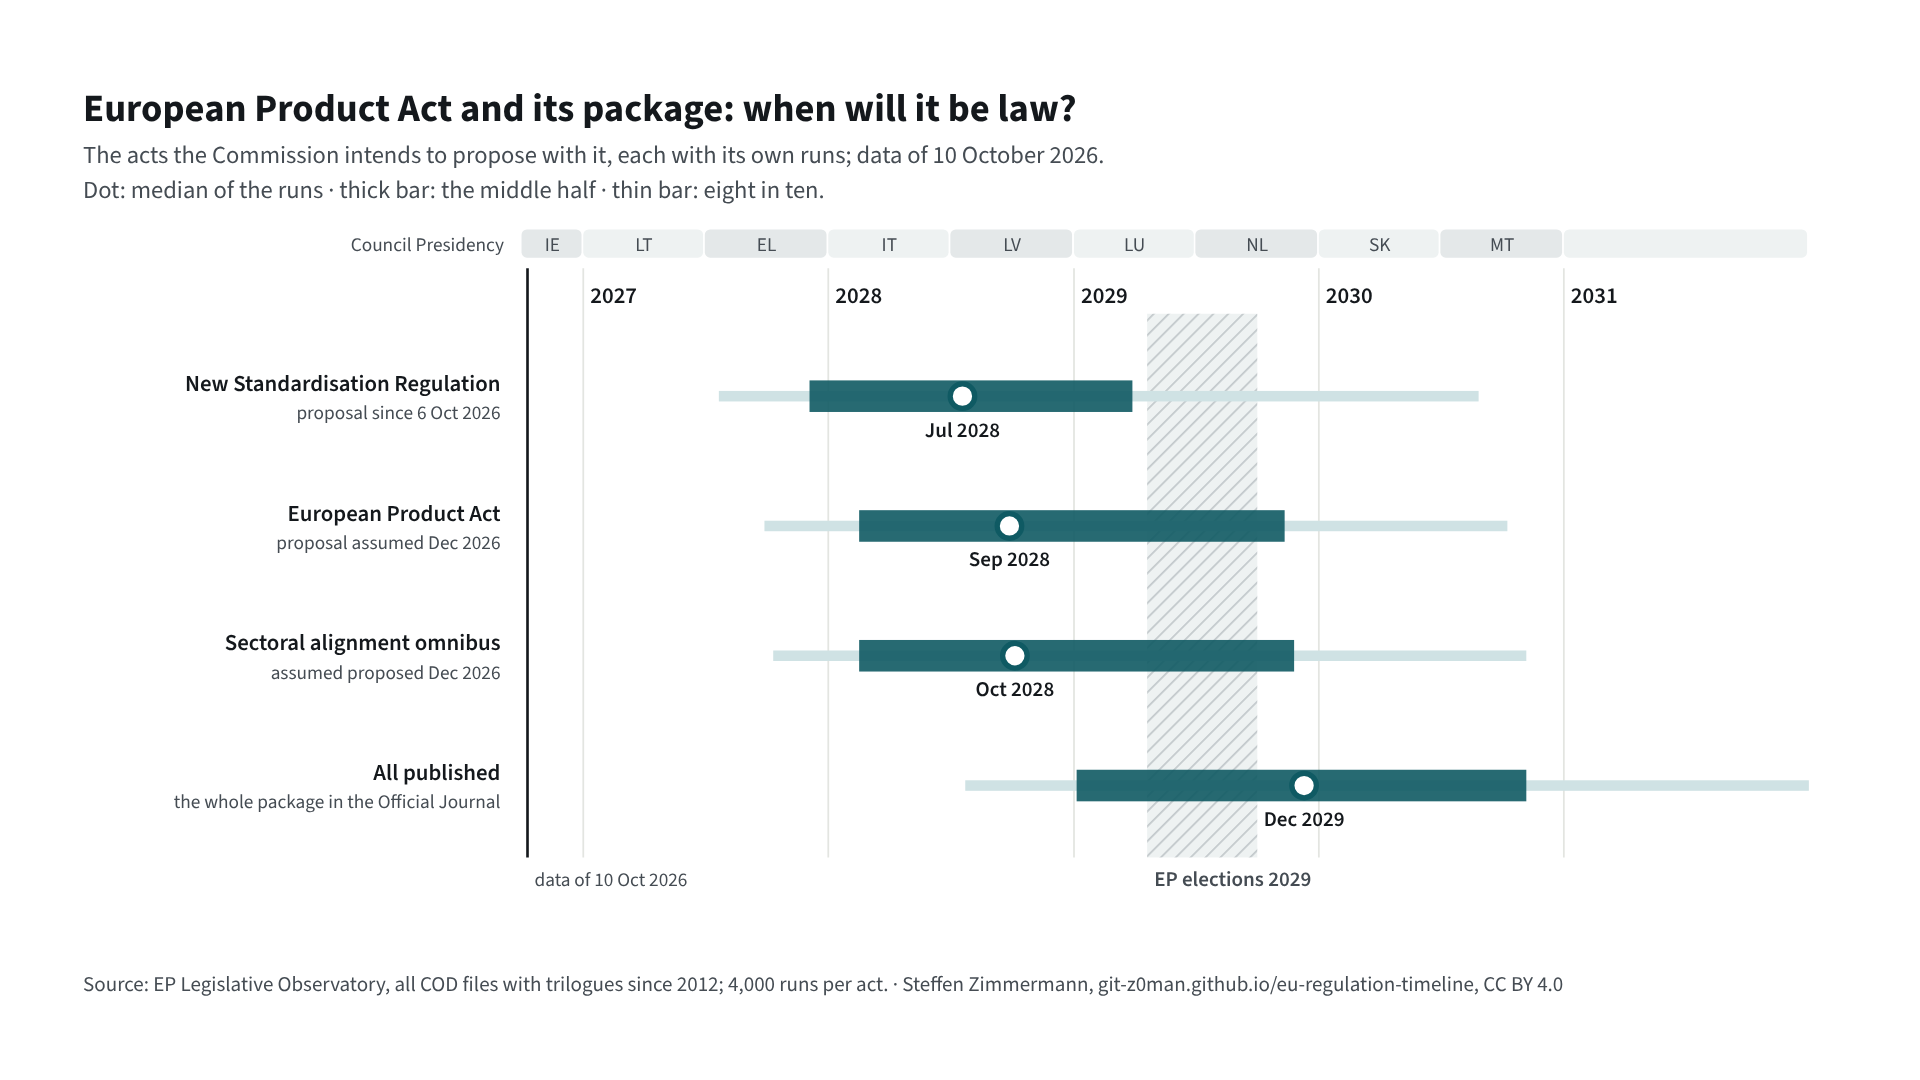 European Product Act and its package: when will it be law?
The acts the Commission intends to propose with it, each with its own runs; data of 10 October 2026.
Dot: median of the runs · thick bar: the middle half · thin bar: eight in ten.
Council Presidency IE LT EL IT LV LU NL SK MT
2027 2028 2029 2030 2031
New Standardisation Regulation
proposal since 6 Oct 2026
Jul 2028
European Product Act
proposal assumed Dec 2026
Sep 2028
Sectoral alignment omnibus
assumed proposed Dec 2026
Oct 2028
All published
the whole package in the Official Journal
Dec 2029
data of 10 Oct 2026 EP elections 2029
Source: EP Legislative Observatory, all COD files with trilogues since 2012; 4,000 runs per act. · Steffen Zimmermann, git-z0man.github.io/eu-regulation-timeline, CC BY 4.0